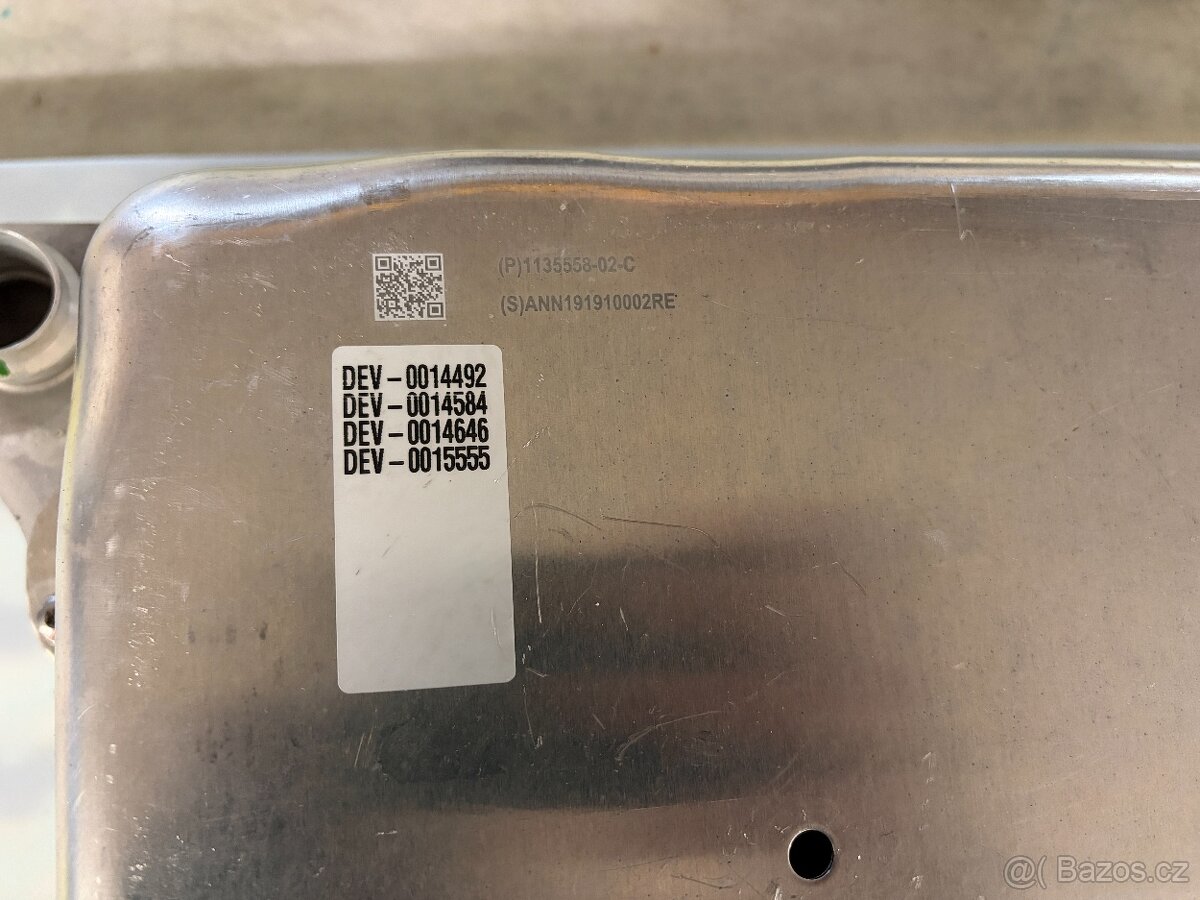 (P)1135558-02-C
(S)ANN191910002RE
DEV-0014492
DEV-0014584
DEV-0014646
DEV-0015555
@( Bazos.cz